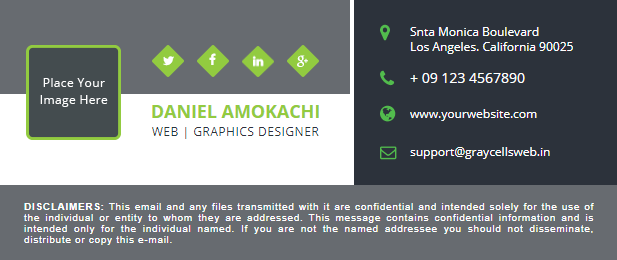 Place Your
Image Here
DANIEL AMOKACHI
WEB | GRAPHICS DESIGNER
Snta Monica Boulevard
Los Angeles. California 90025
+ 09 123 4567890
www.yourwebsite.com
support@graycellsweb.in
DISCLAIMERS: This email and any files transmitted with it are confidential and intended solely for the use of
the individual or entity to whom they are addressed. This message contains confidential information and is
intended only for the individual named. If you are not the named addressee you should not disseminate,
distribute or copy this e-mail.